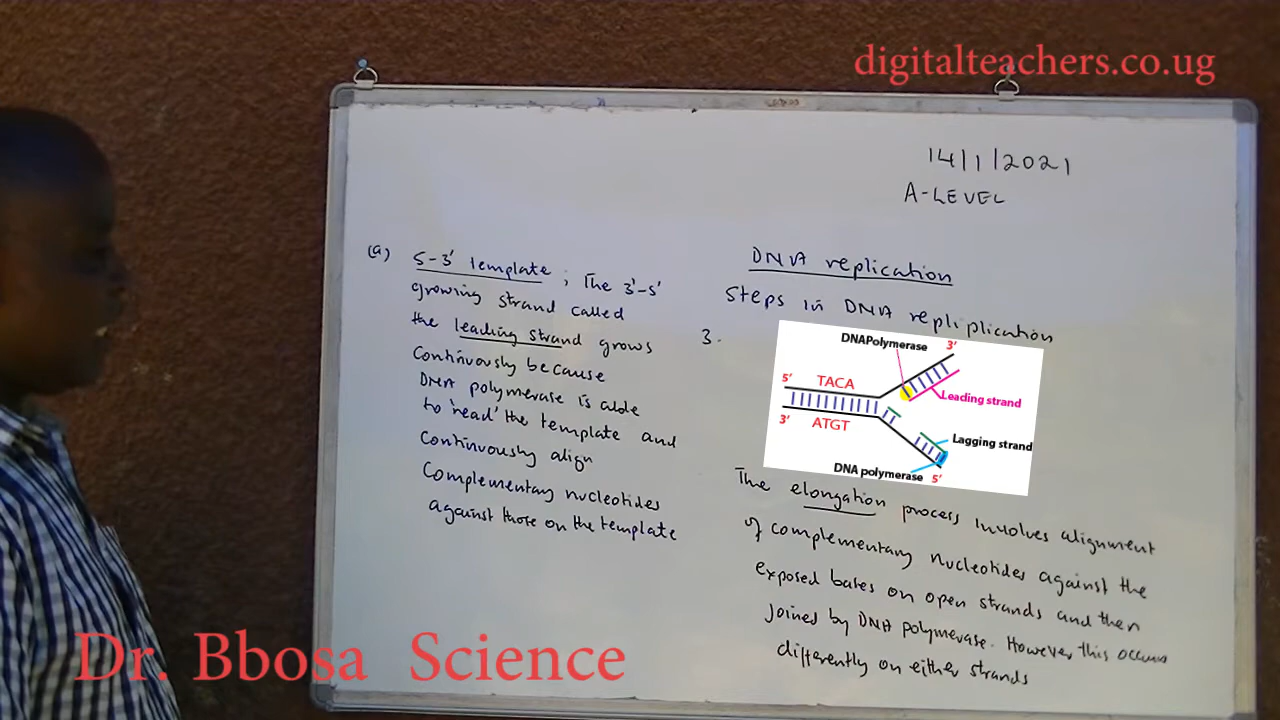 digitalteachers.co.ug
14/1/2021
A-LEVEL
(a) 5-3' template; The 3'-5'
growing strand called
the leading strand grows
Continuously because
DNA polymerase is able
to 'read' the template and
Continuously align
Complementary nucleotides
against those on the template
DNA replication
Steps in DNA repliplication
3.
DNAPolymerase
3'
5'
TACA
Leading strand
3'
ATGT
Lagging strand
DNA polymerase
5'
The elongation process involves alignment
of complementary nucleotides against the
exposed bases on open strands and then
Joined by DNA polymerase. However this occurs
differently on either strands
Dr. Bbosa Science